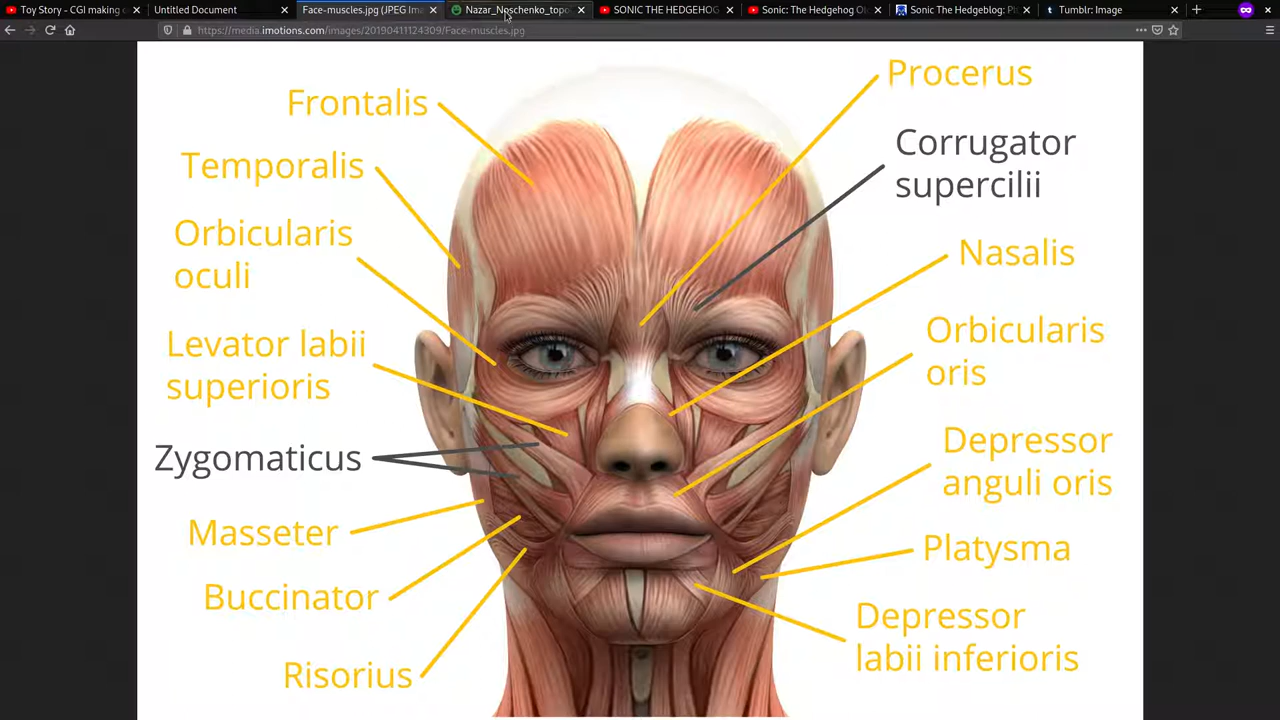 Toy Story - CGI making o
Untitled Document
Face-muscles.jpg (JPEG Ima
Nazar_Noschenko_topo
SONIC THE HEDGEHOG
Sonic: The Hedgehog O
Sonic The Hedgeblog:
Tumblr: Image
https://media.imotions.com/images/20190411124309/Face-muscles.jpg
Frontalis
Temporalis
Orbicularis
oculi
Levator labii
superioris
Zygomaticus
Masseter
Buccinator
Risorius
Procerus
Corrugator
supercilii
Nasalis
Orbicularis
oris
Depressor
anguli oris
Platysma
Depressor
labii inferioris